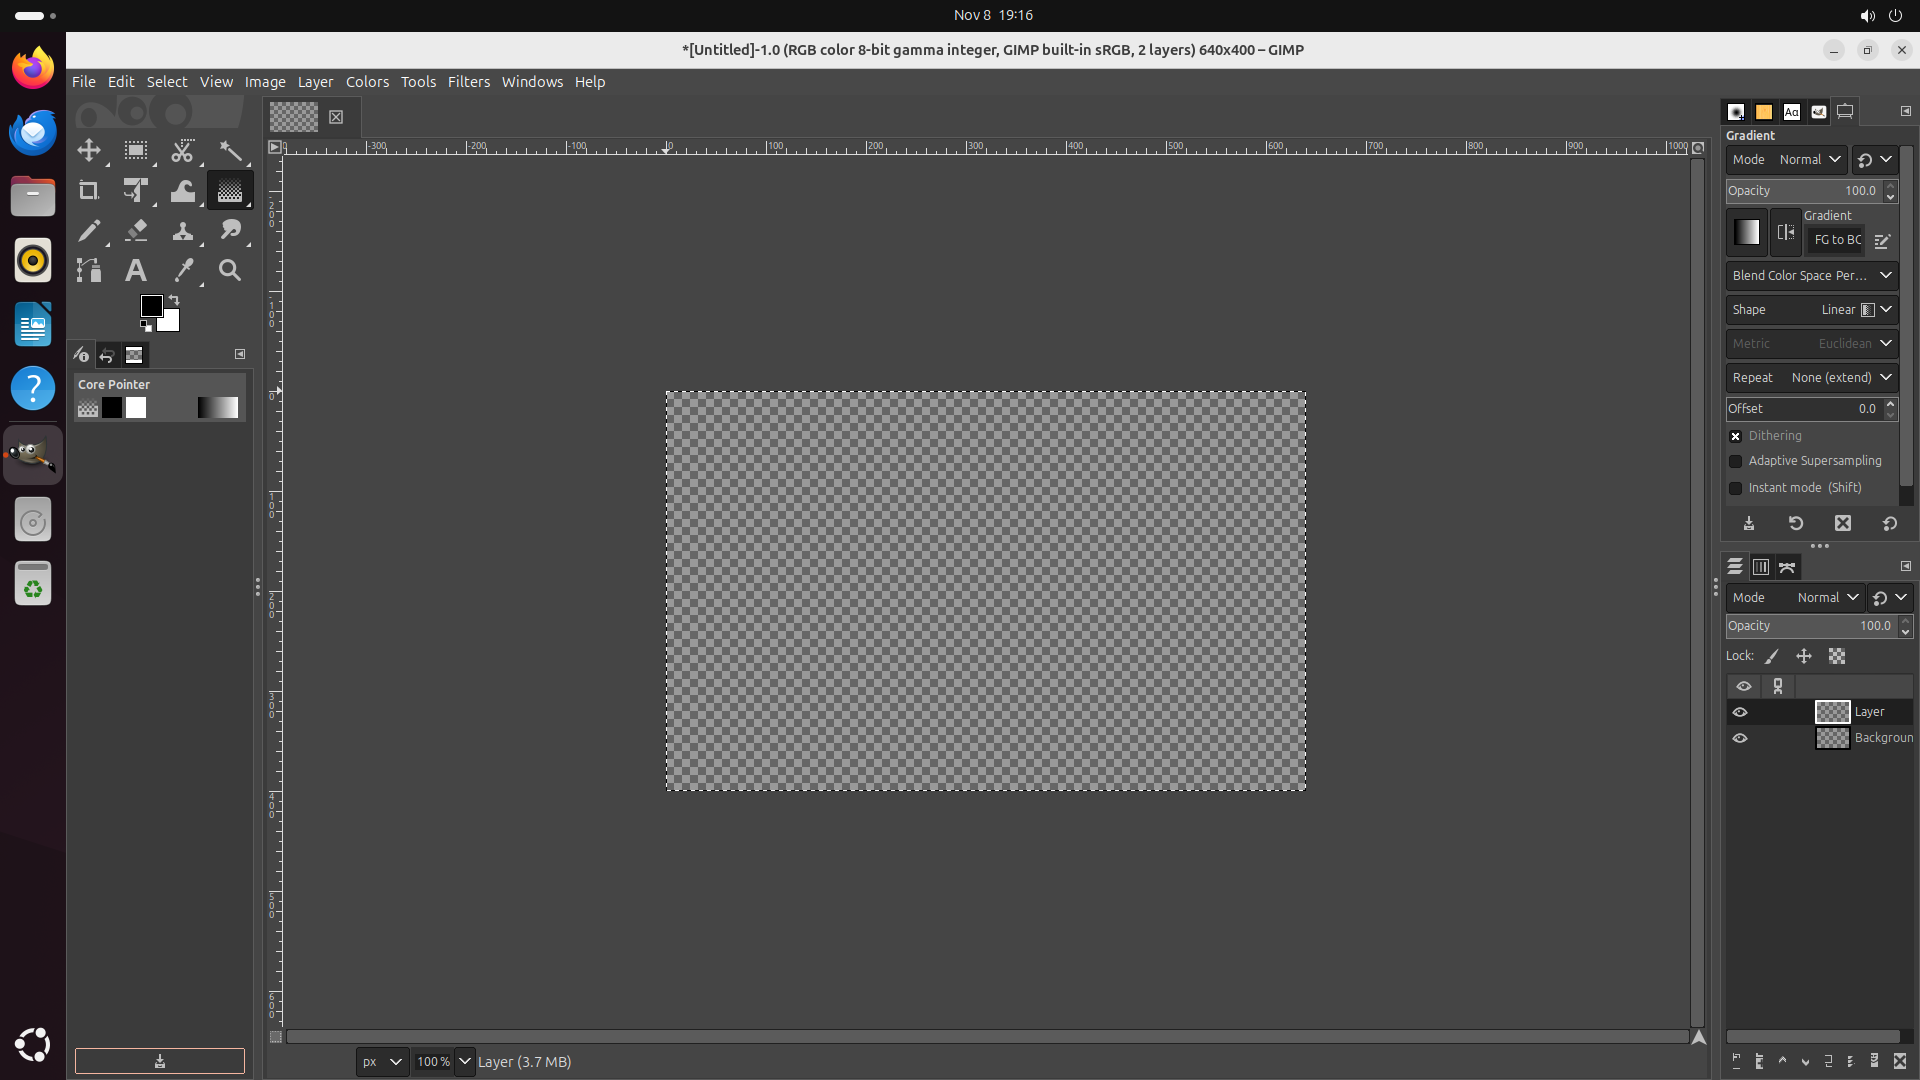 Nov 8 19:16
*[Untitled]-1.0 (RGB color 8-bit gamma integer, GIMP built-in sRGB, 2 layers) 640x400 – GIMP
File Edit Select View Image Layer Colors Tools Filters Windows Help
-300 -200 -100 0 100 200 300 400 500 600 700 800 900 1000
Core Pointer
Gradient
Mode Normal
Opacity 100.0
Gradient
FG to BC
Blend Color Space Per...
Shape Linear
Metric Euclidean
Repeat None (extend)
Offset 0.0
Dithering
Adaptive Supersampling
Instant mode (Shift)
Mode Normal
Opacity 100.0
Lock:
Layer
Backgroun
px 100 % Layer (3.7 MB)